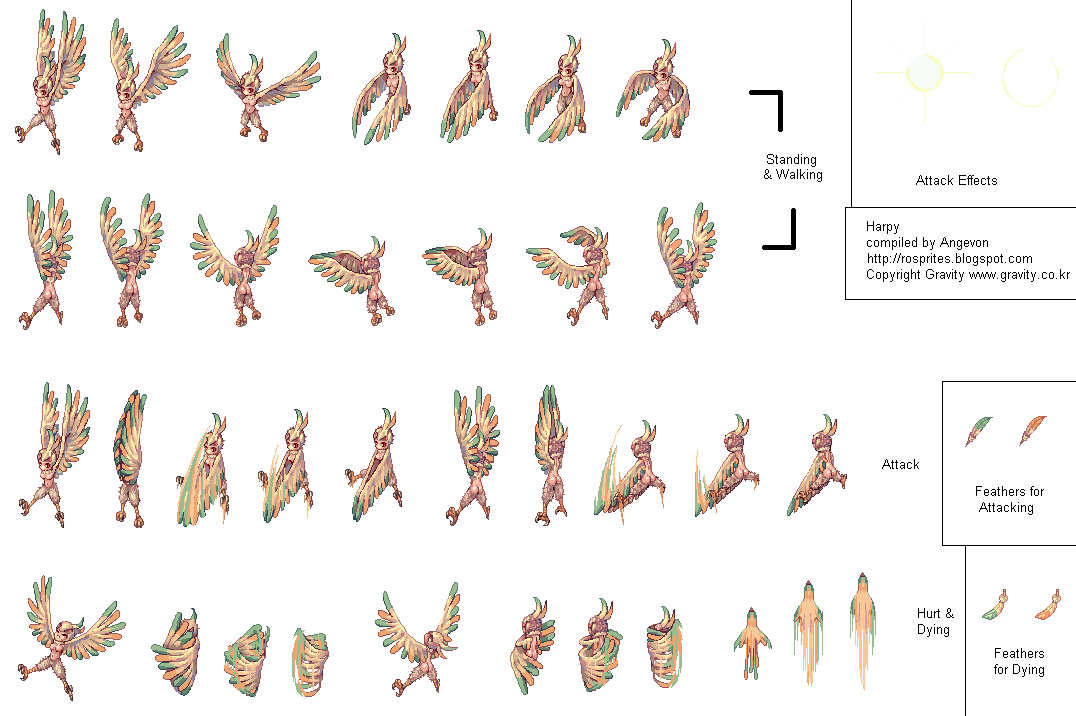 Standing
& Walking
Attack Effects
Harpy
compiled by Angevon
http://rosprites.blogspot.com
Copyright Gravity www.gravity.co.kr
Attack
Feathers for
Attacking
Hurt &
Dying
Feathers
for Dying